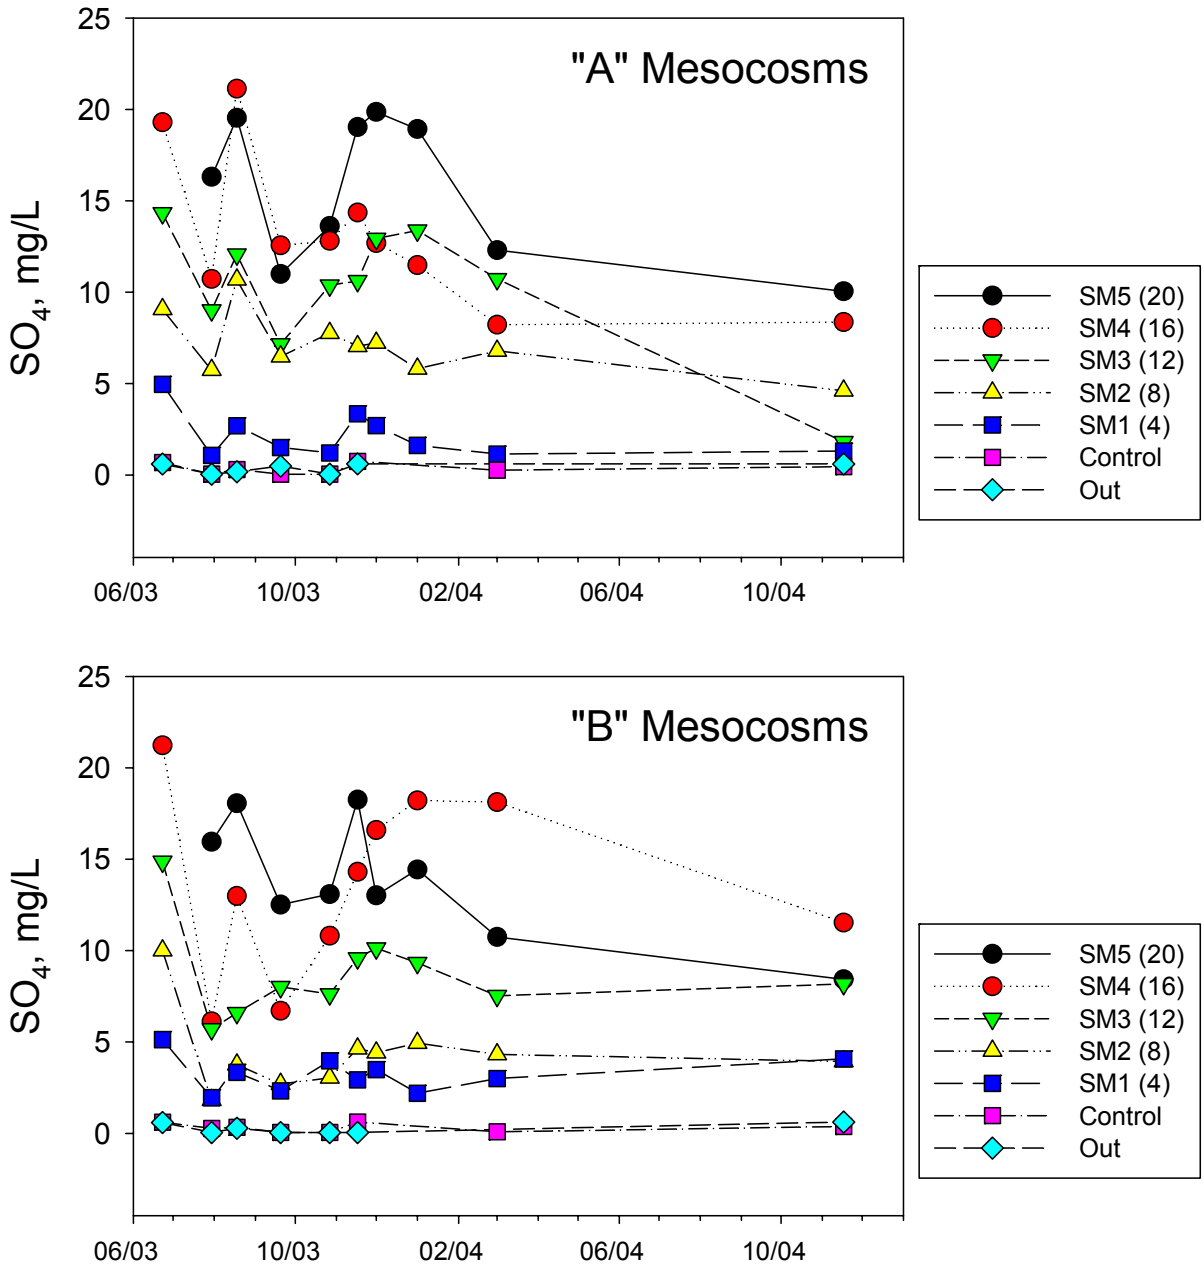 "A" Mesocosms
SO4, mg/L
25
20
15
10
5
0
06/03 10/03 02/04 06/04 10/04
SM5 (20)
SM4 (16)
SM3 (12)
SM2 (8)
SM1 (4)
Control
Out
"B" Mesocosms
SO4, mg/L
25
20
15
10
5
0
06/03 10/03 02/04 06/04 10/04
SM5 (20)
SM4 (16)
SM3 (12)
SM2 (8)
SM1 (4)
Control
Out